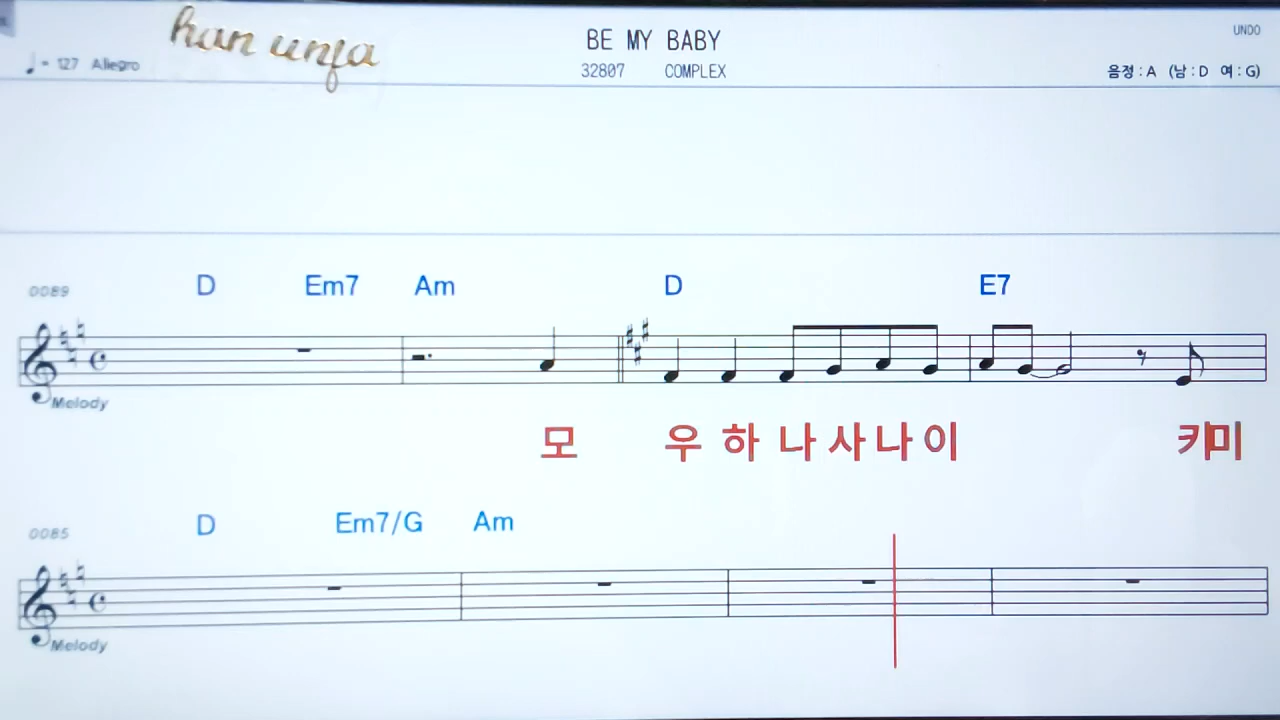 han unfa
BE MY BABY
UNDO
♩= 127 Allegro
32807 COMPLEX
음정 : A (남 : D 여 : G)
0089 D Em7 Am D E7
Melody
모 우 하 나 사 나 이 키미
0085 D Em7/G Am
Melody